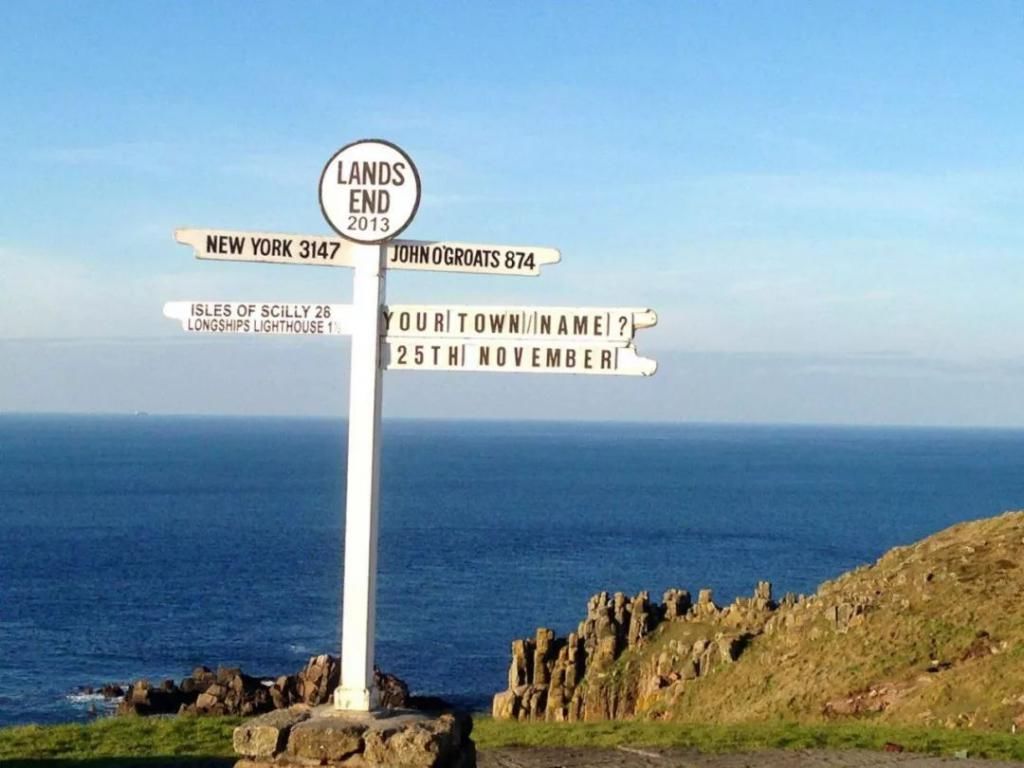 LANDS
END
2013
NEW YORK 3147
JOHN O'GROATS 874
ISLES OF SCILLY 28
LONGSHIPS LIGHTHOUSE 1½
YOUR TOWN NAME ?
25TH NOVEMBER